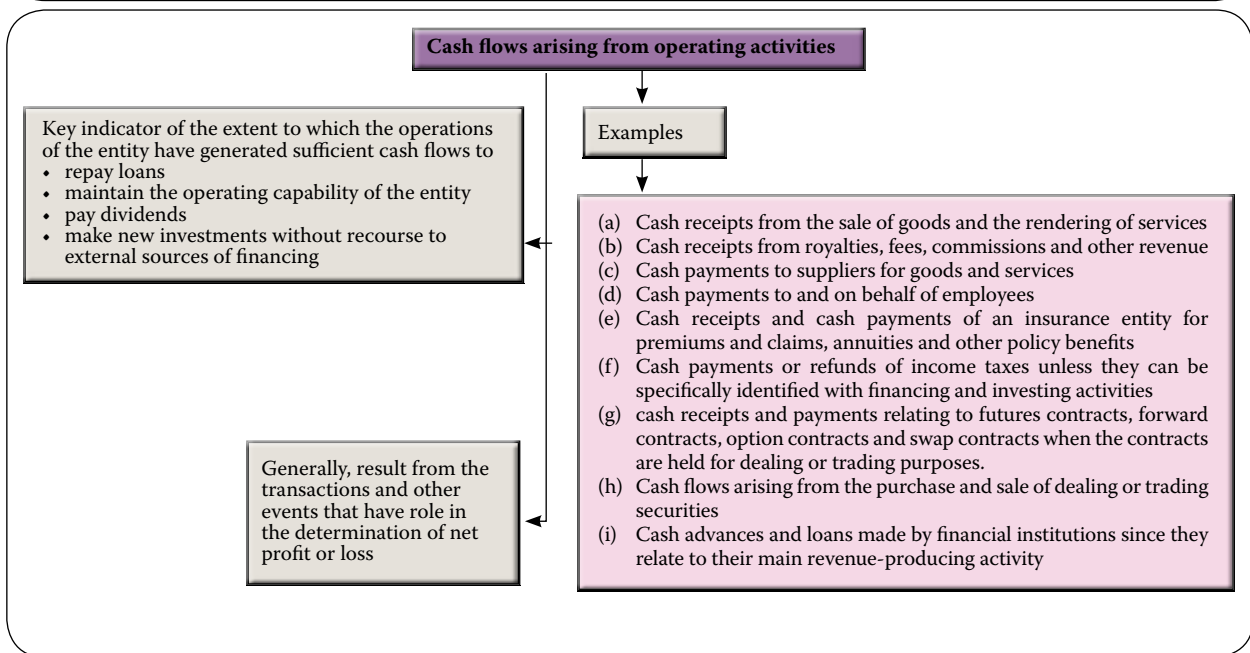 Cash flows arising from operating activities
Key indicator of the extent to which the operations
of the entity have generated sufficient cash flows to
• repay loans
• maintain the operating capability of the entity
• pay dividends
• make new investments without recourse to
external sources of financing
Generally, result from the
transactions and other
events that have role in
the determination of net
profit or loss
Examples
(a) Cash receipts from the sale of goods and the rendering of services
(b) Cash receipts from royalties, fees, commissions and other revenue
(c) Cash payments to suppliers for goods and services
(d) Cash payments to and on behalf of employees
(e) Cash receipts and cash payments of an insurance entity for
premiums and claims, annuities and other policy benefits
(f) Cash payments or refunds of income taxes unless they can be
specifically identified with financing and investing activities
(g) cash receipts and payments relating to futures contracts, forward
contracts, option contracts and swap contracts when the contracts
are held for dealing or trading purposes.
(h) Cash flows arising from the purchase and sale of dealing or trading
securities
(i) Cash advances and loans made by financial institutions since they
relate to their main revenue-producing activity